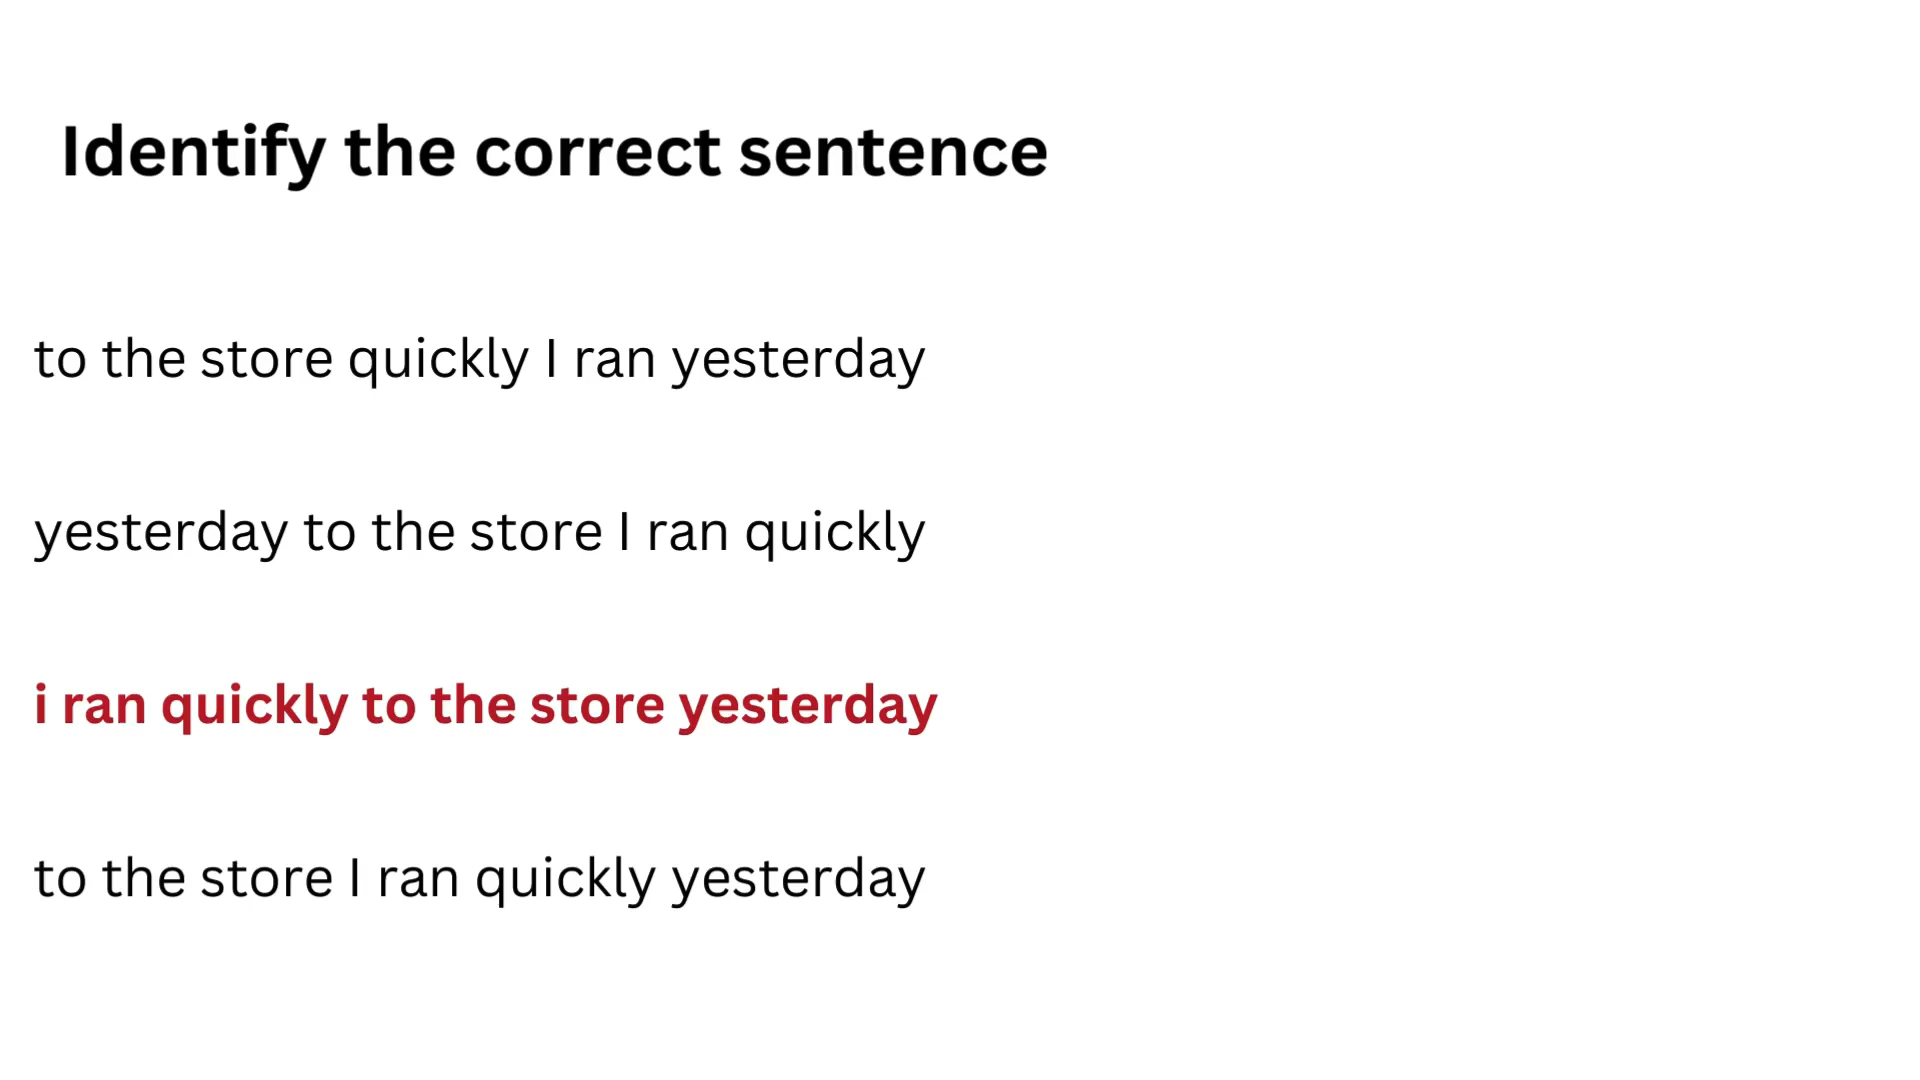 Identify the correct sentence
to the store quickly I ran yesterday
yesterday to the store I ran quickly
i ran quickly to the store yesterday
to the store I ran quickly yesterday